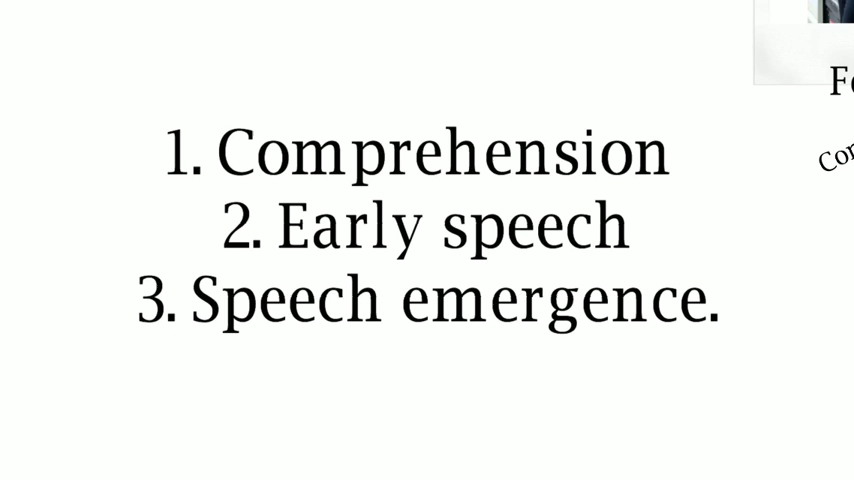 1. Comprehension
2. Early speech
3. Speech emergence.